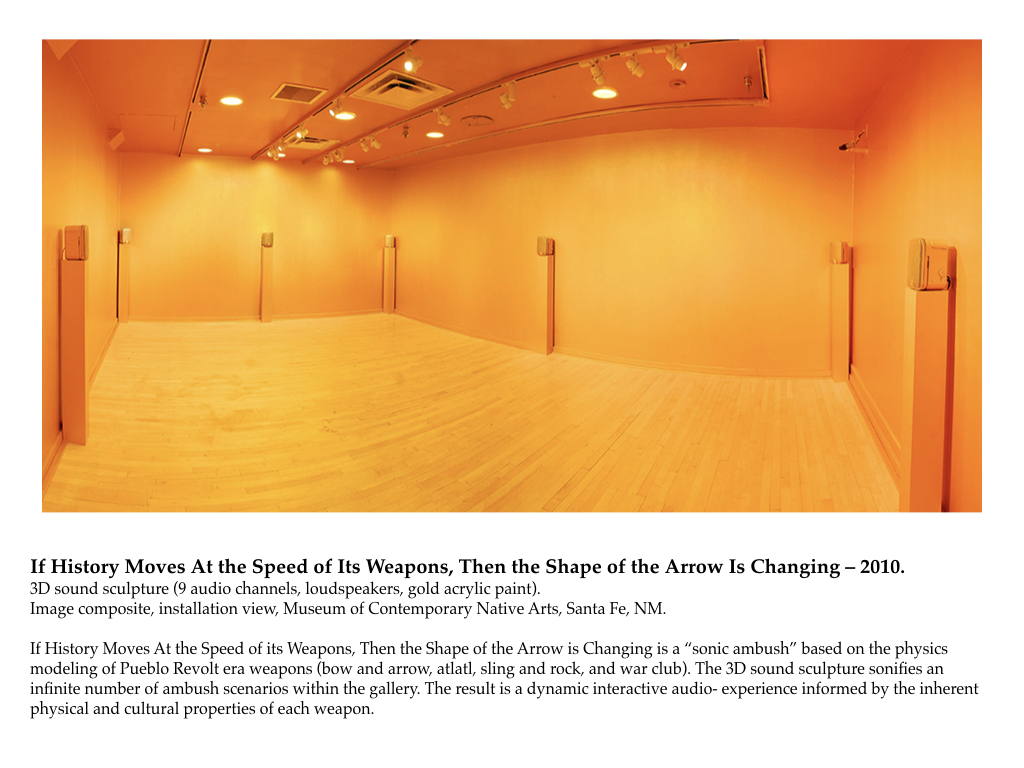 If History Moves At the Speed of Its Weapons, Then the Shape of the Arrow Is Changing – 2010.
3D sound sculpture (9 audio channels, loudspeakers, gold acrylic paint).
Image composite, installation view, Museum of Contemporary Native Arts, Santa Fe, NM.
If History Moves At the Speed of its Weapons, Then the Shape of the Arrow is Changing is a “sonic ambush” based on the physics
modeling of Pueblo Revolt era weapons (bow and arrow, atlatl, sling and rock, and war club). The 3D sound sculpture sonifies an
infinite number of ambush scenarios within the gallery. The result is a dynamic interactive audio- experience informed by the inherent
physical and cultural properties of each weapon.